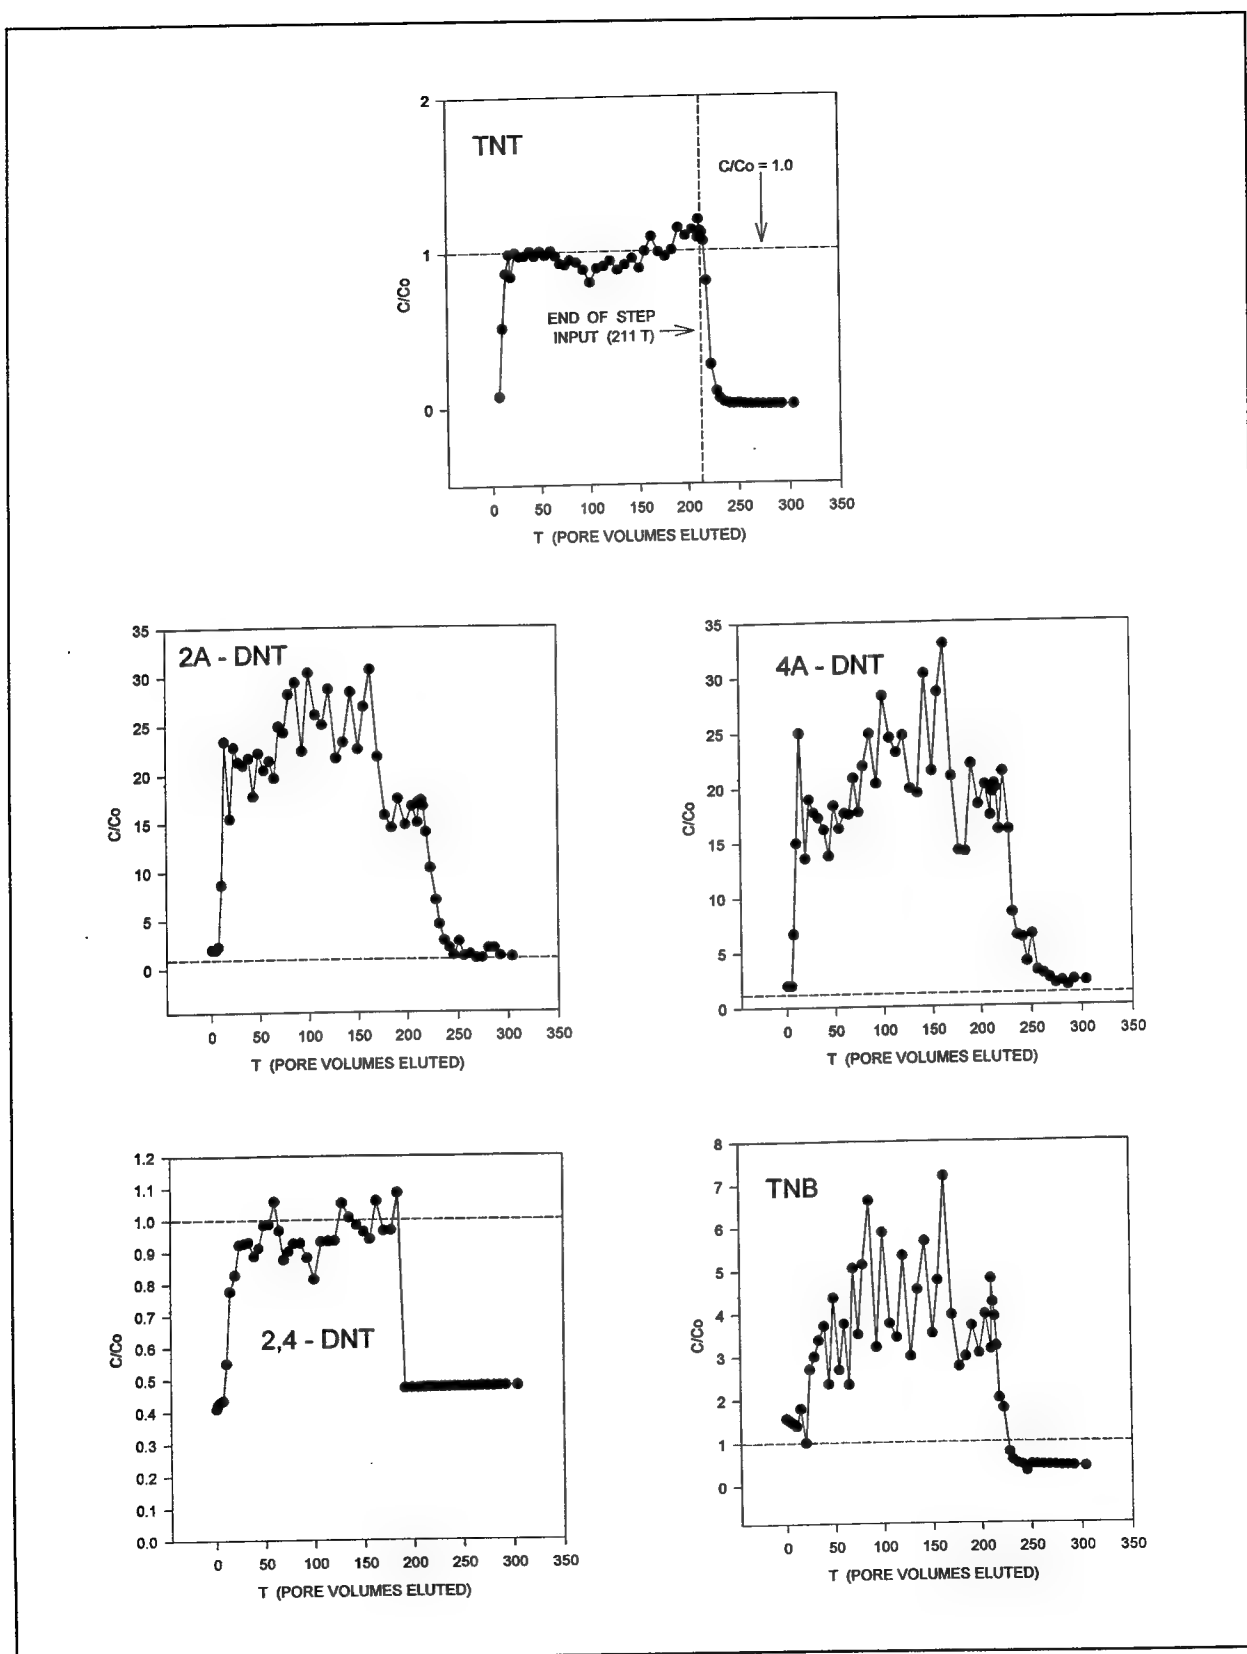 2
TNT
C/Co = 1.0
1
C/Co
END OF STEP
INPUT (211 T)
0
0 50 100 150 200 250 300 350
T (PORE VOLUMES ELUTED)
35
2A - DNT
30
25
20
15
C/Co
10
5
0
0 50 100 150 200 250 300 350
T (PORE VOLUMES ELUTED)
35
4A - DNT
30
25
20
C/Co
15
10
5
0
0 50 100 150 200 250 300 350
T (PORE VOLUMES ELUTED)
1.2
1.1
1.0
0.9
0.8
0.7
2,4 - DNT
0.6
C/Co
0.5
0.4
0.3
0.2
0.1
0.0
0 50 100 150 200 250 300 350
T (PORE VOLUMES ELUTED)
8
7
TNB
6
5
4
C/Co
3
2
1
0
0 50 100 150 200 250 300 350
T (PORE VOLUMES ELUTED)